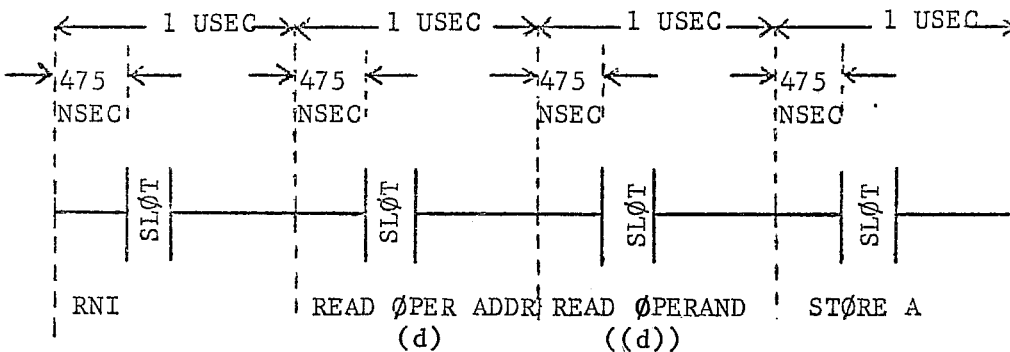 1 USEC 1 USEC 1 USEC 1 USEC
475 475 475 475
NSEC NSEC NSEC NSEC
SLØT SLØT SLØT SLØT
RNI READ ØPER ADDR READ ØPERAND STØRE A
(d) ((d))